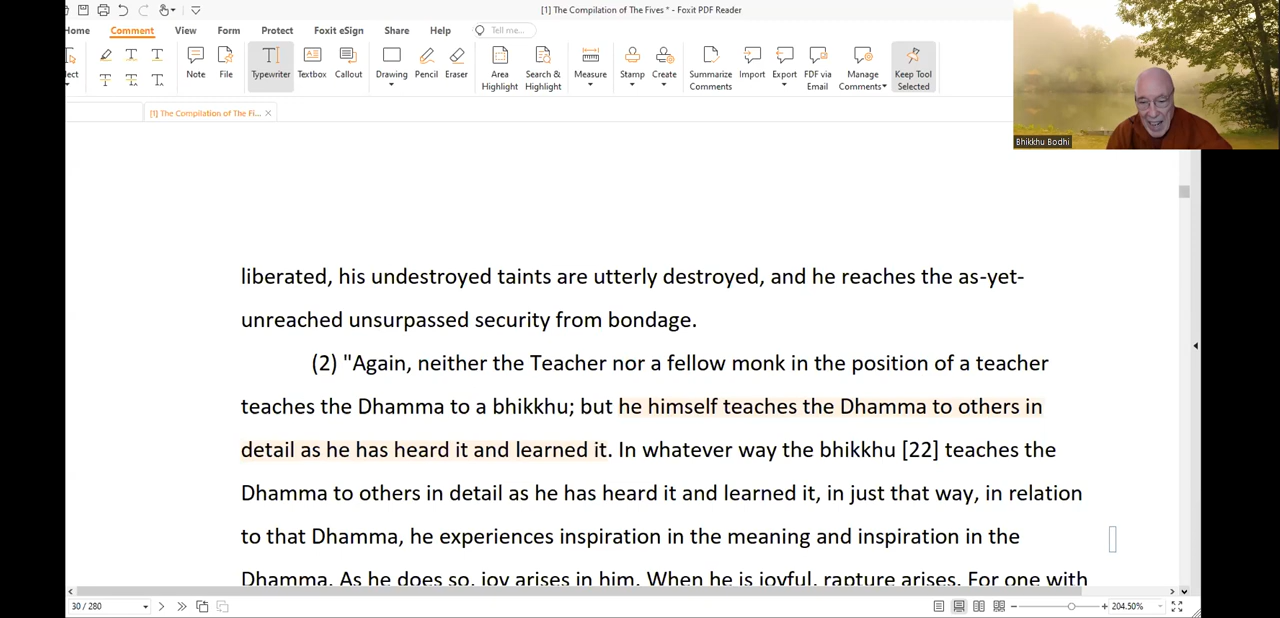 [1] The Compilation of The Fives * - Foxit PDF Reader
Home Comment View Form Protect Foxit eSign Share Help Tell me...
Note File Typewriter Textbox Callout Drawing Pencil Eraser Area Highlight Search & Highlight Measure Stamp Create Summarize Comments Import Export PDF via Email Manage Comments Keep Tool Selected
[1] The Compilation of The Fi...
Bhikkhu Bodhi
liberated, his undestroyed taints are utterly destroyed, and he reaches the as-yet-
unreached unsurpassed security from bondage.
(2) "Again, neither the Teacher nor a fellow monk in the position of a teacher
teaches the Dhamma to a bhikkhu; but he himself teaches the Dhamma to others in
detail as he has heard it and learned it. In whatever way the bhikkhu [22] teaches the
Dhamma to others in detail as he has heard it and learned it, in just that way, in relation
to that Dhamma, he experiences inspiration in the meaning and inspiration in the
Dhamma. As he does so, joy arises in him. When he is joyful, rapture arises. For one with
30 / 280
204.50%